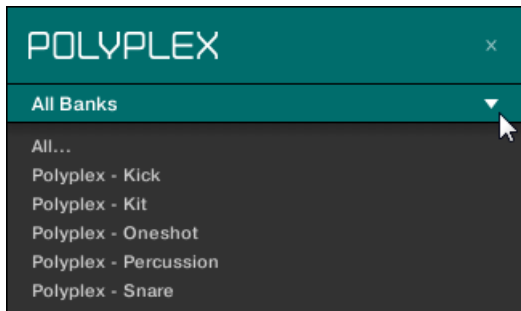 POLYPLEX ×
All Banks
All...
Polyplex - Kick
Polyplex - Kit
Polyplex - Oneshot
Polyplex - Percussion
Polyplex - Snare